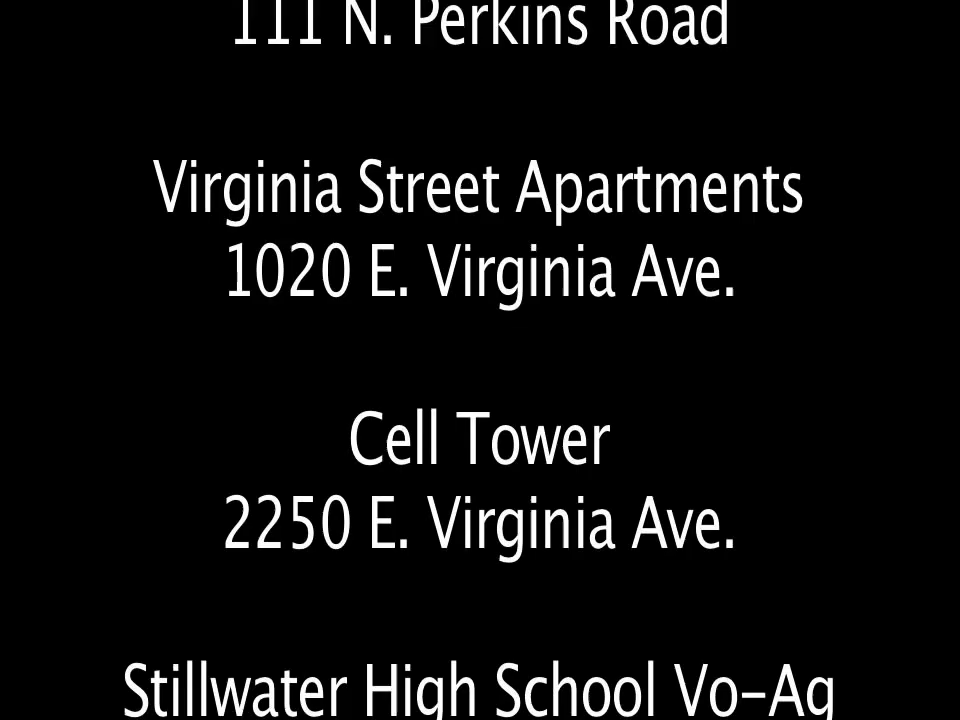 111 N. Perkins Road
Virginia Street Apartments
1020 E. Virginia Ave.
Cell Tower
2250 E. Virginia Ave.
Stillwater High School Vo-Ag